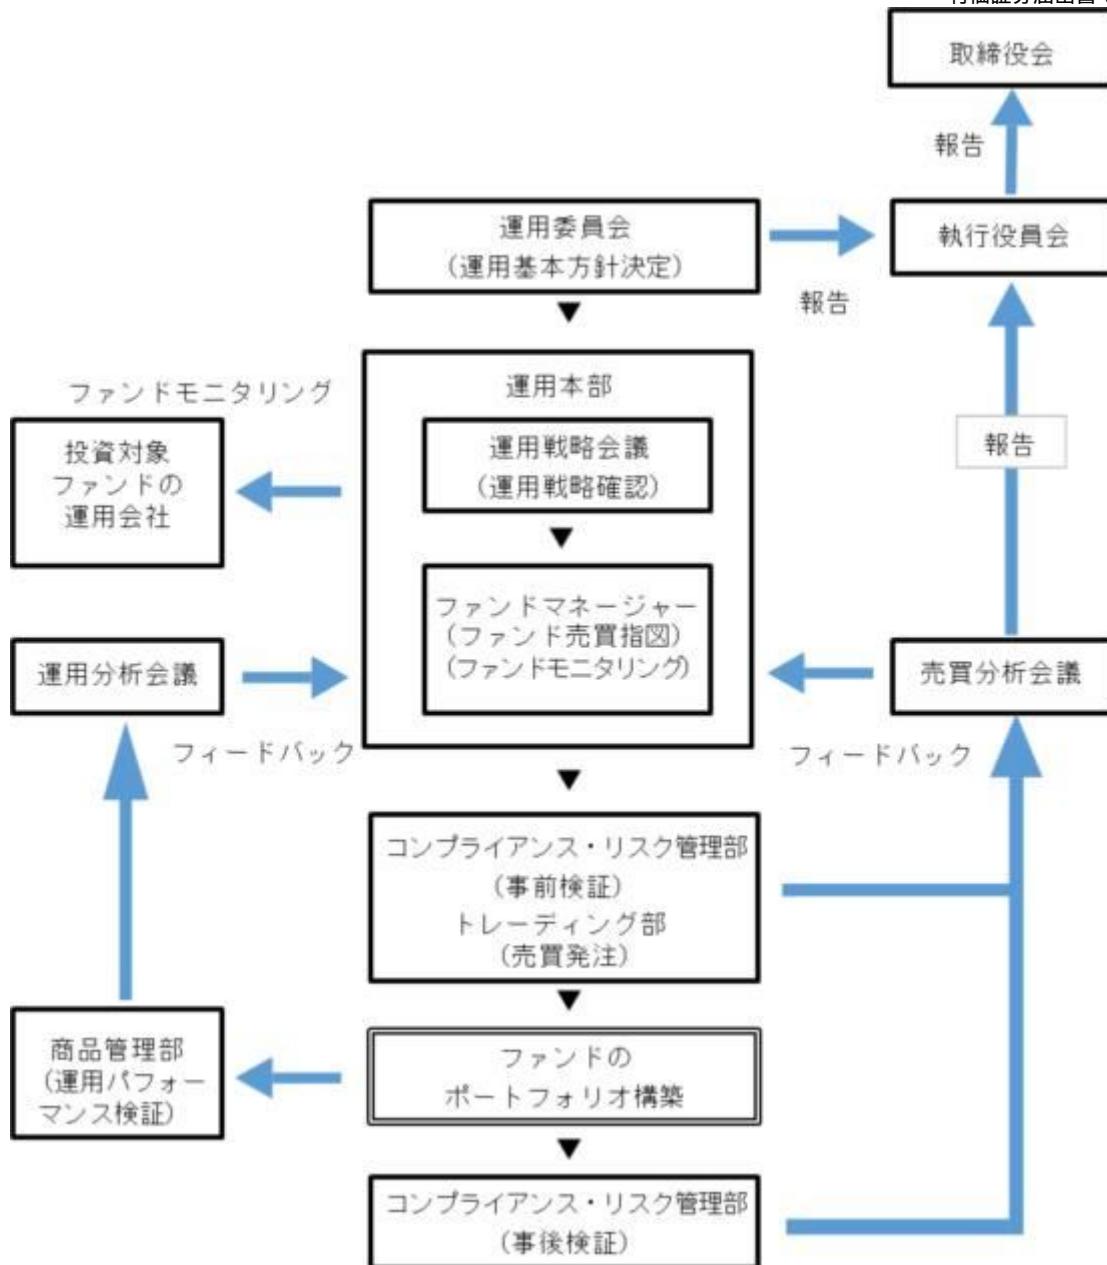 取締役会
報告
運用委員会
(運用基本方針決定)
執行役員会
報告
運用本部
ファンドモニタリング
投資対象
ファンドの
運用会社
運用戦略会議
(運用戦略確認)
報告
ファンドマネージャー
(ファンド売買指図)
(ファンドモニタリング)
運用分析会議
売買分析会議
フィードバック
フィードバック
コンプライアンス・リスク管理部
(事前検証)
トレーディング部
(売買発注)
商品管理部
(運用パフォー
マンス検証)
ファンドの
ポートフォリオ構築
コンプライアンス・リスク管理部
(事後検証)